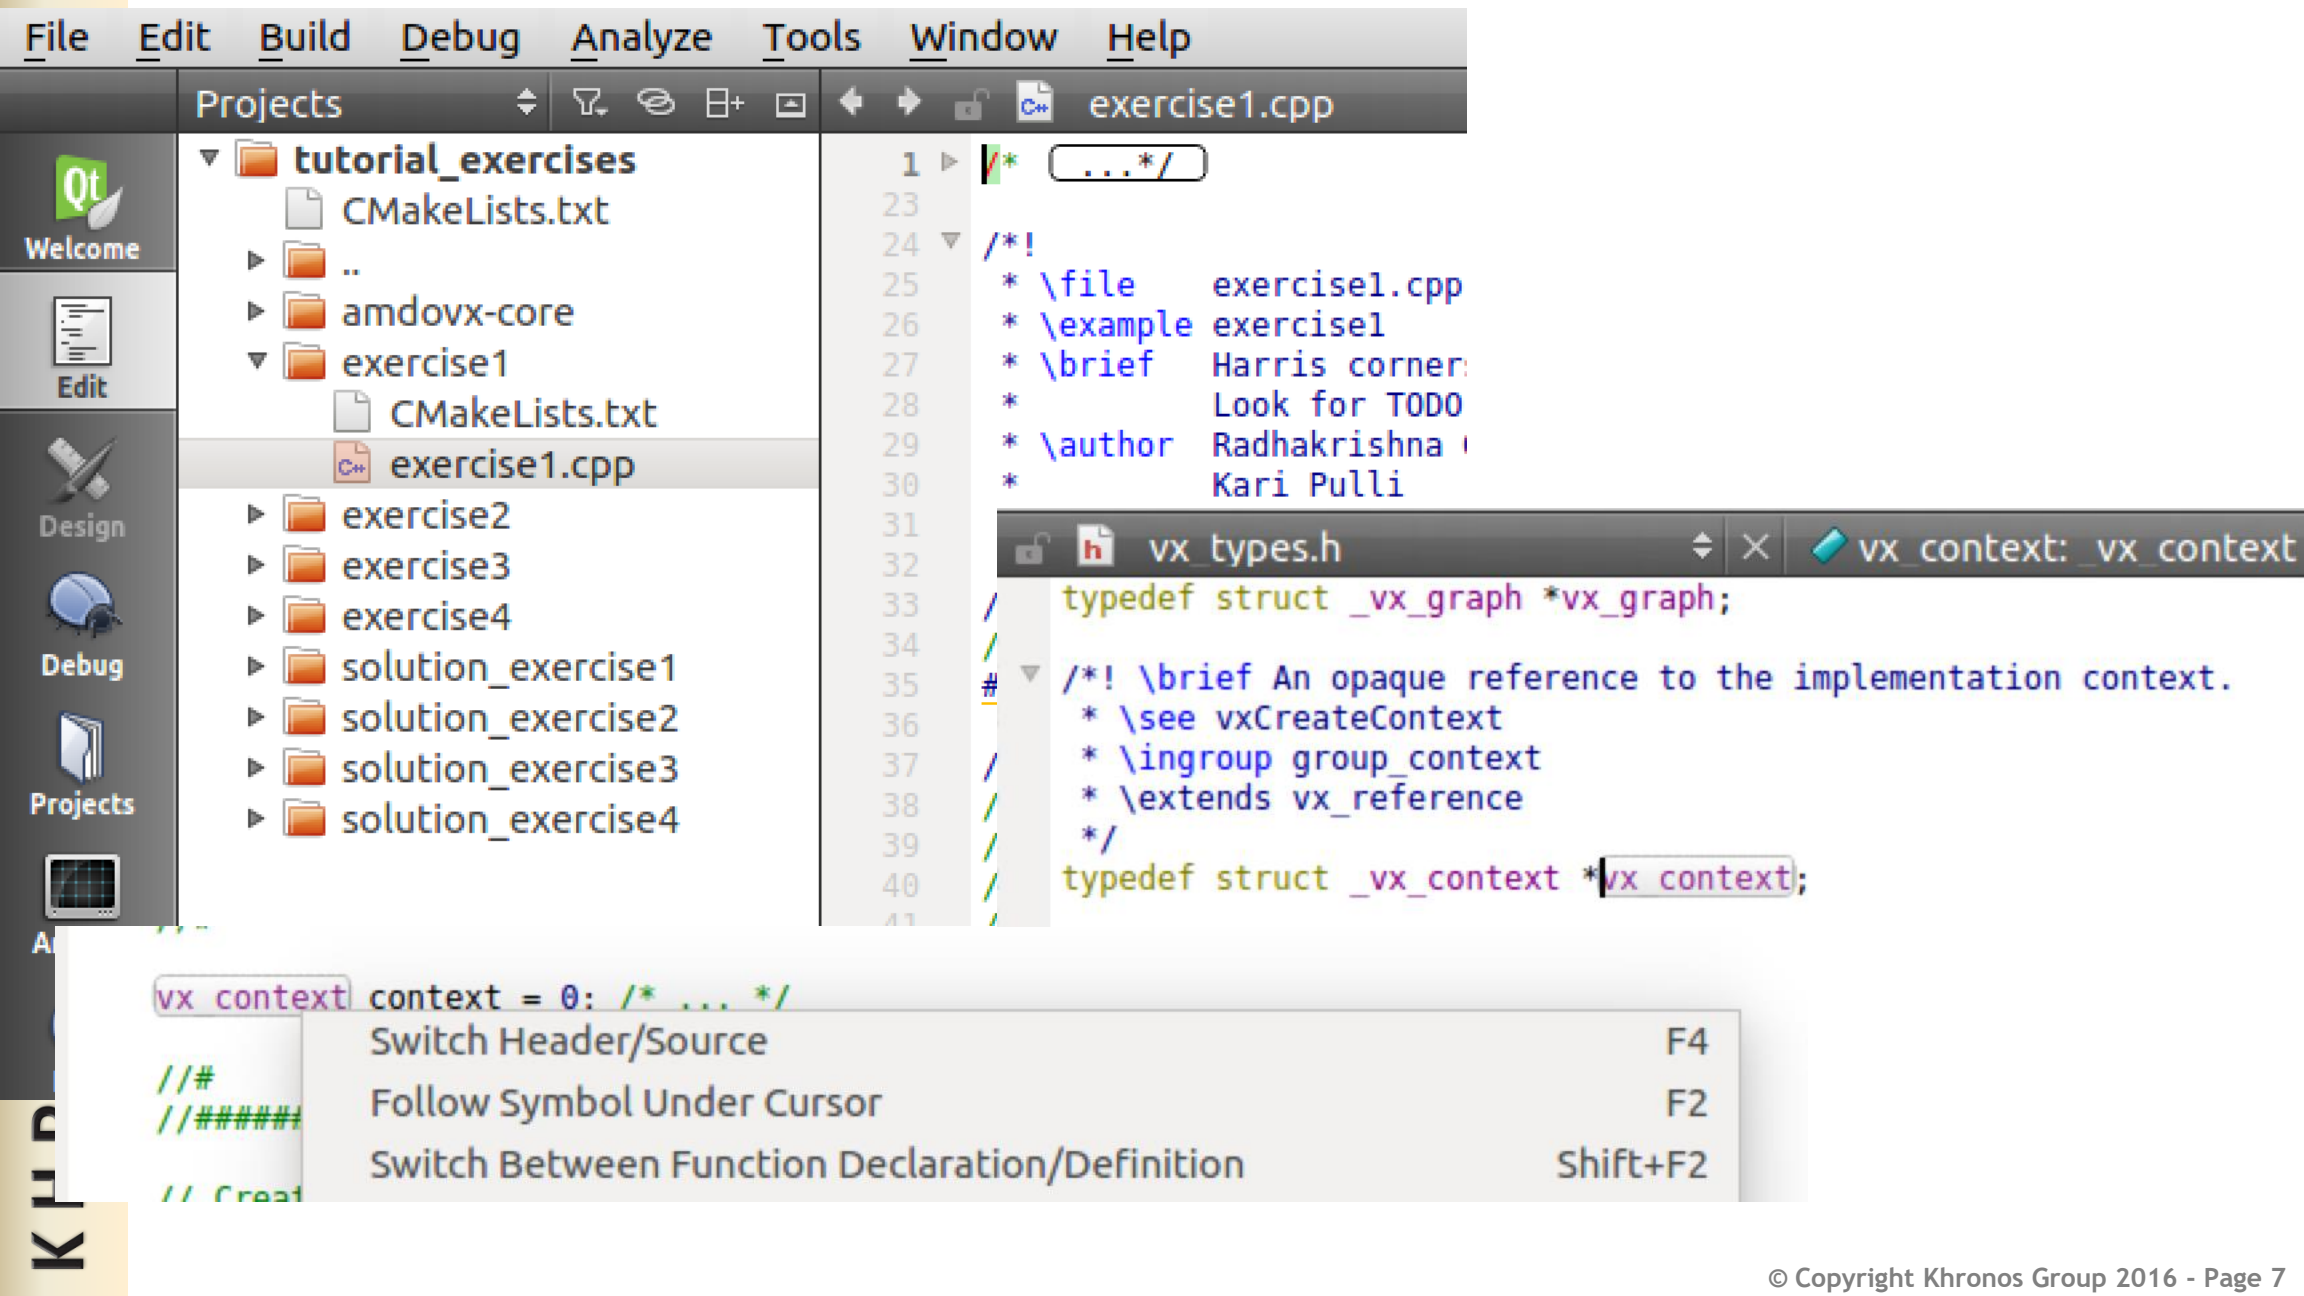 File Edit Build Debug Analyze Tools Window Help
Projects
exercise1.cpp
Qt
Welcome
Edit
Design
Debug
Projects
tutorial_exercises
CMakeLists.txt
..
amdovx-core
exercise1
CMakeLists.txt
C++ exercise1.cpp
exercise2
exercise3
exercise4
solution_exercise1
solution_exercise2
solution_exercise3
solution_exercise4
1 /* ...*/
23
24 /*!
25 * \file exercise1.cpp
26 * \example exercise1
27 * \brief Harris corner
28 * Look for TODO
29 * \author Radhakrishna
30 * Kari Pulli
31
32
33 /
34 /
35 #
36
37 /
38 /
39 /
40 /
41 /
h vx_types.h vx_context: _vx_context
typedef struct _vx_graph *vx_graph;
/*! \brief An opaque reference to the implementation context.
* \see vxCreateContext
* \ingroup group_context
* \extends vx_reference
*/
typedef struct _vx_context *vx_context;
vx_context context = 0; /* ... */
//#
//######
// Creat
Switch Header/Source F4
Follow Symbol Under Cursor F2
Switch Between Function Declaration/Definition Shift+F2
K H
© Copyright Khronos Group 2016 - Page 7